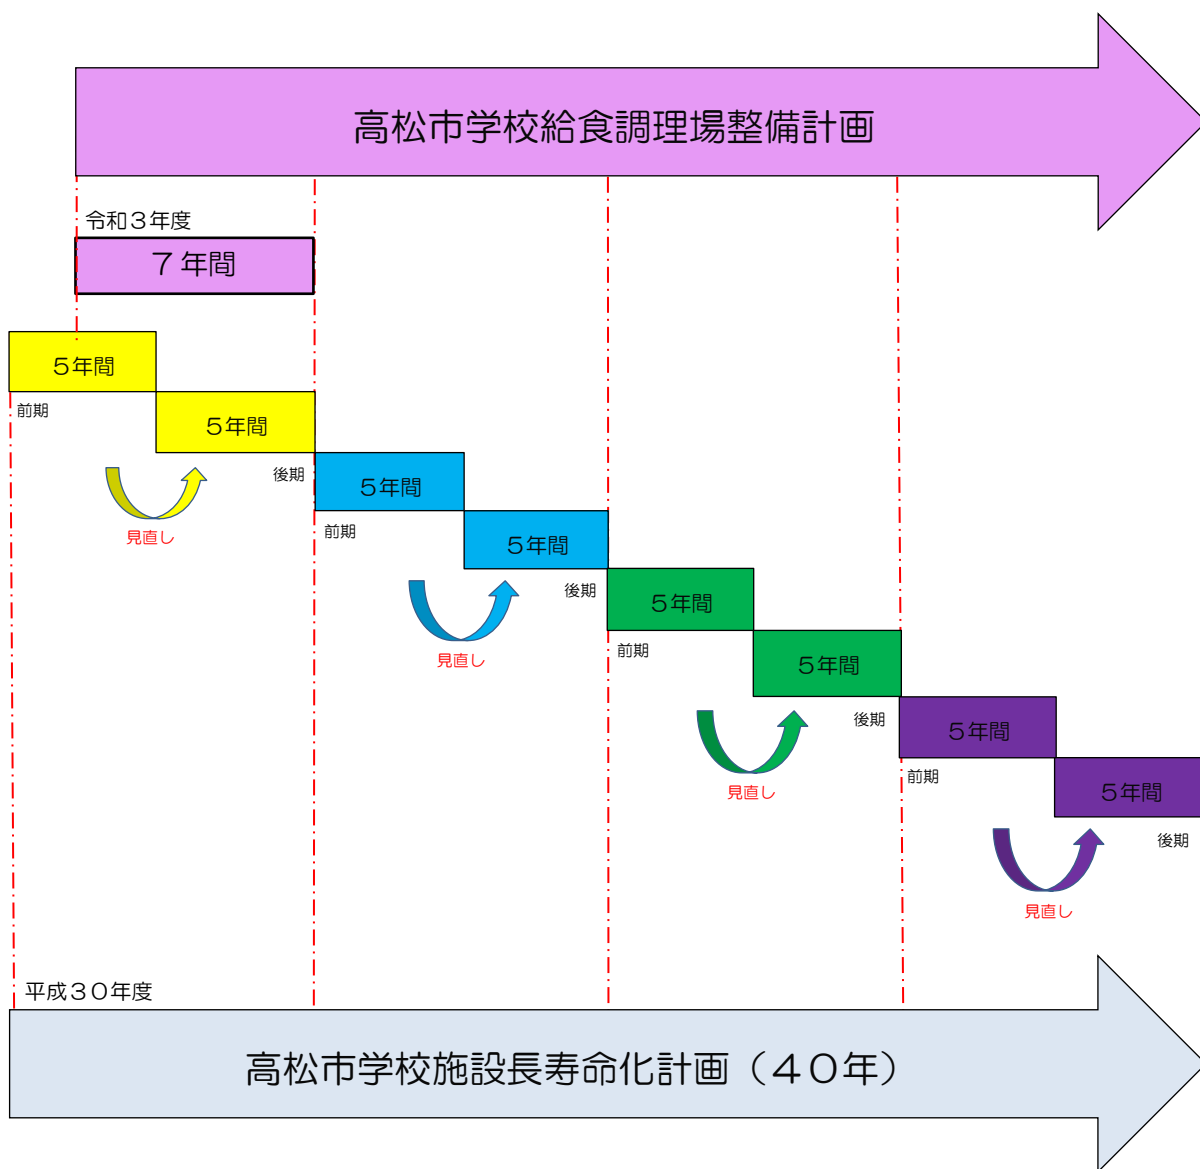 高松市学校給食調理場整備計画
令和３年度
７年間
５年間
前期
５年間
後期
見直し
５年間
前期
５年間
後期
見直し
５年間
前期
５年間
後期
見直し
５年間
前期
５年間
後期
見直し
平成３０年度
高松市学校施設長寿命化計画（４０年）